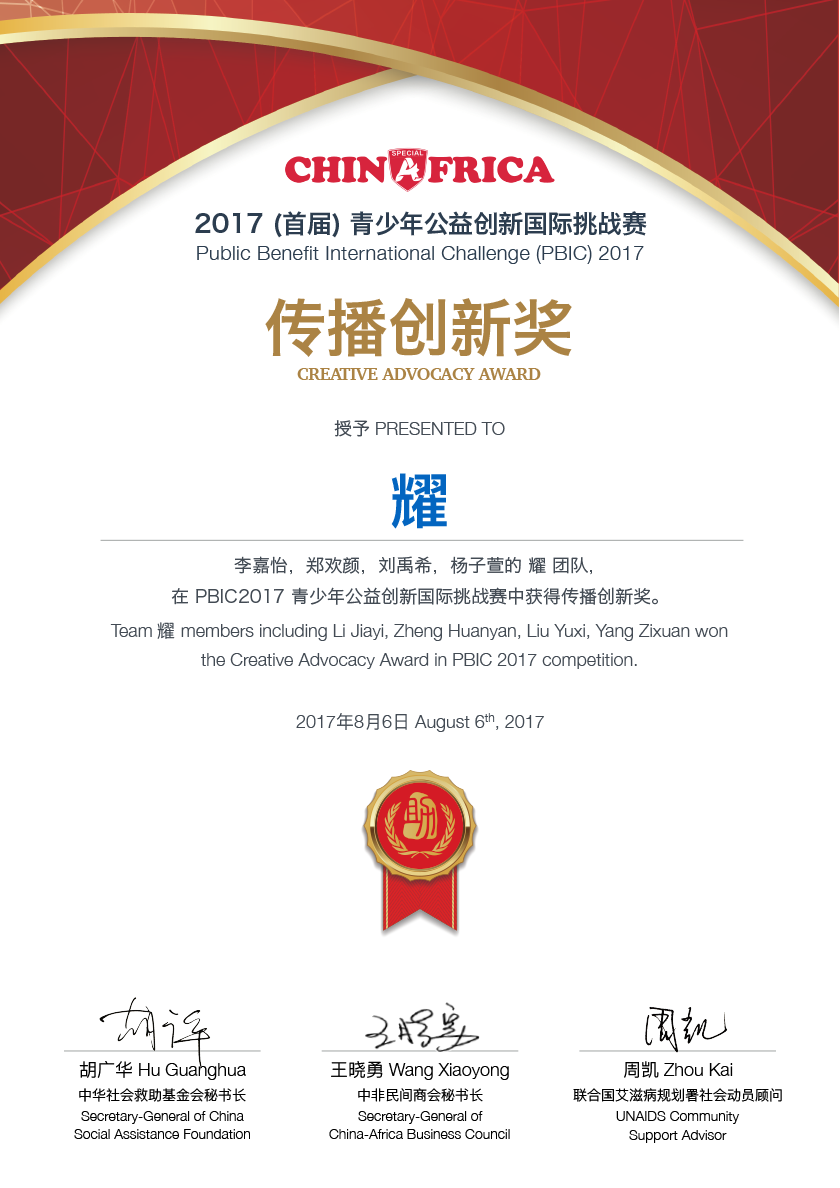 SPECIAL
CHINAFRICA
2017 (首届) 青少年公益创新国际挑战赛
Public Benefit International Challenge (PBIC) 2017
传播创新奖
CREATIVE ADVOCACY AWARD
授予 PRESENTED TO
耀
李嘉怡，郑欢颜，刘禹希，杨子萱的 耀 团队，
在 PBIC2017 青少年公益创新国际挑战赛中获得传播创新奖。
Team 耀 members including Li Jiayi, Zheng Huanyan, Liu Yuxi, Yang Zixuan won
the Creative Advocacy Award in PBIC 2017 competition.
2017年8月6日 August 6th, 2017
助
周凯
胡广华 Hu Guanghua
中华社会救助基金会秘书长
Secretary-General of China
Social Assistance Foundation
王晓勇 Wang Xiaoyong
中非民间商会秘书长
Secretary-General of
China-Africa Business Council
周凯 Zhou Kai
联合国艾滋病规划署社会动员顾问
UNAIDS Community
Support Advisor